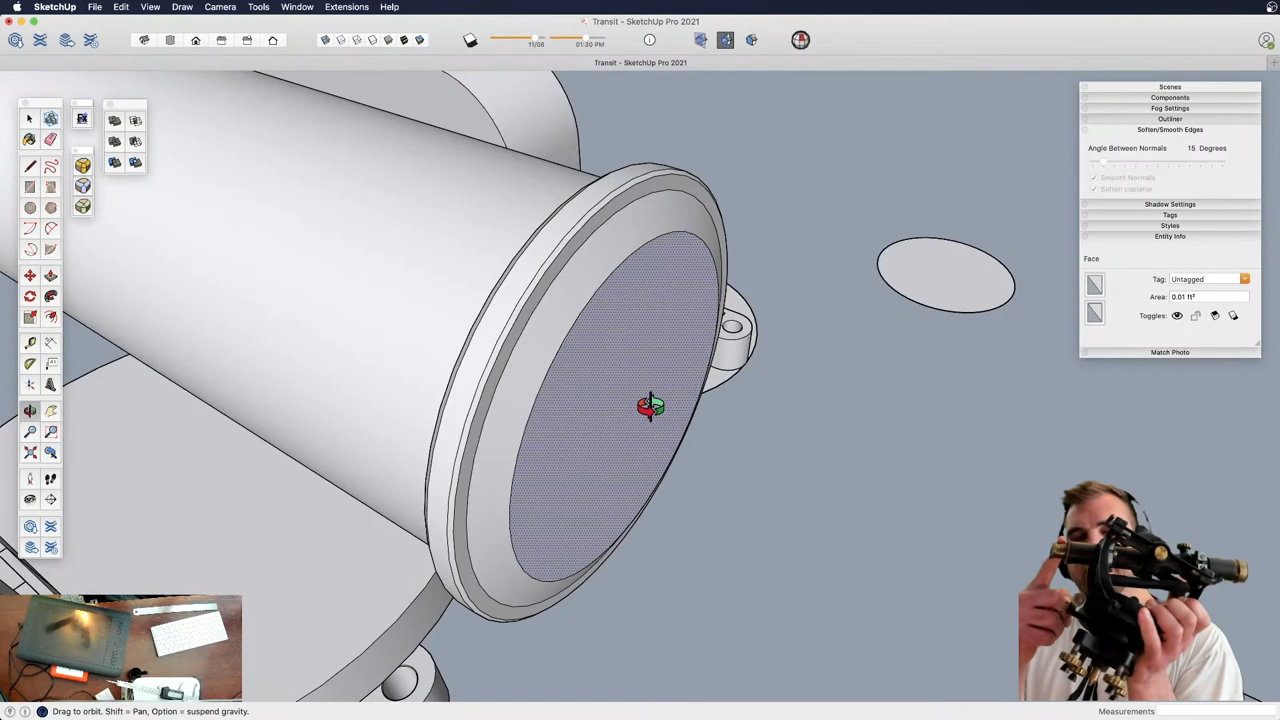 SketchUp File Edit View Draw Camera Tools Window Extensions Help
Transit - SketchUp Pro 2021
11/08 01:30 PM
Transit - SketchUp Pro 2021
Scenes
Components
Fog Settings
Outliner
Soften/Smooth Edges
Angle Between Normals 15 Degrees
Smooth Normals
Soften coplanar
Shadow Settings
Tags
Styles
Entity Info
Face
Tag: Untagged
Area: 0.01 ft²
Toggles:
Match Photo
Drag to orbit. Shift = Pan, Option = suspend gravity.
Measurements